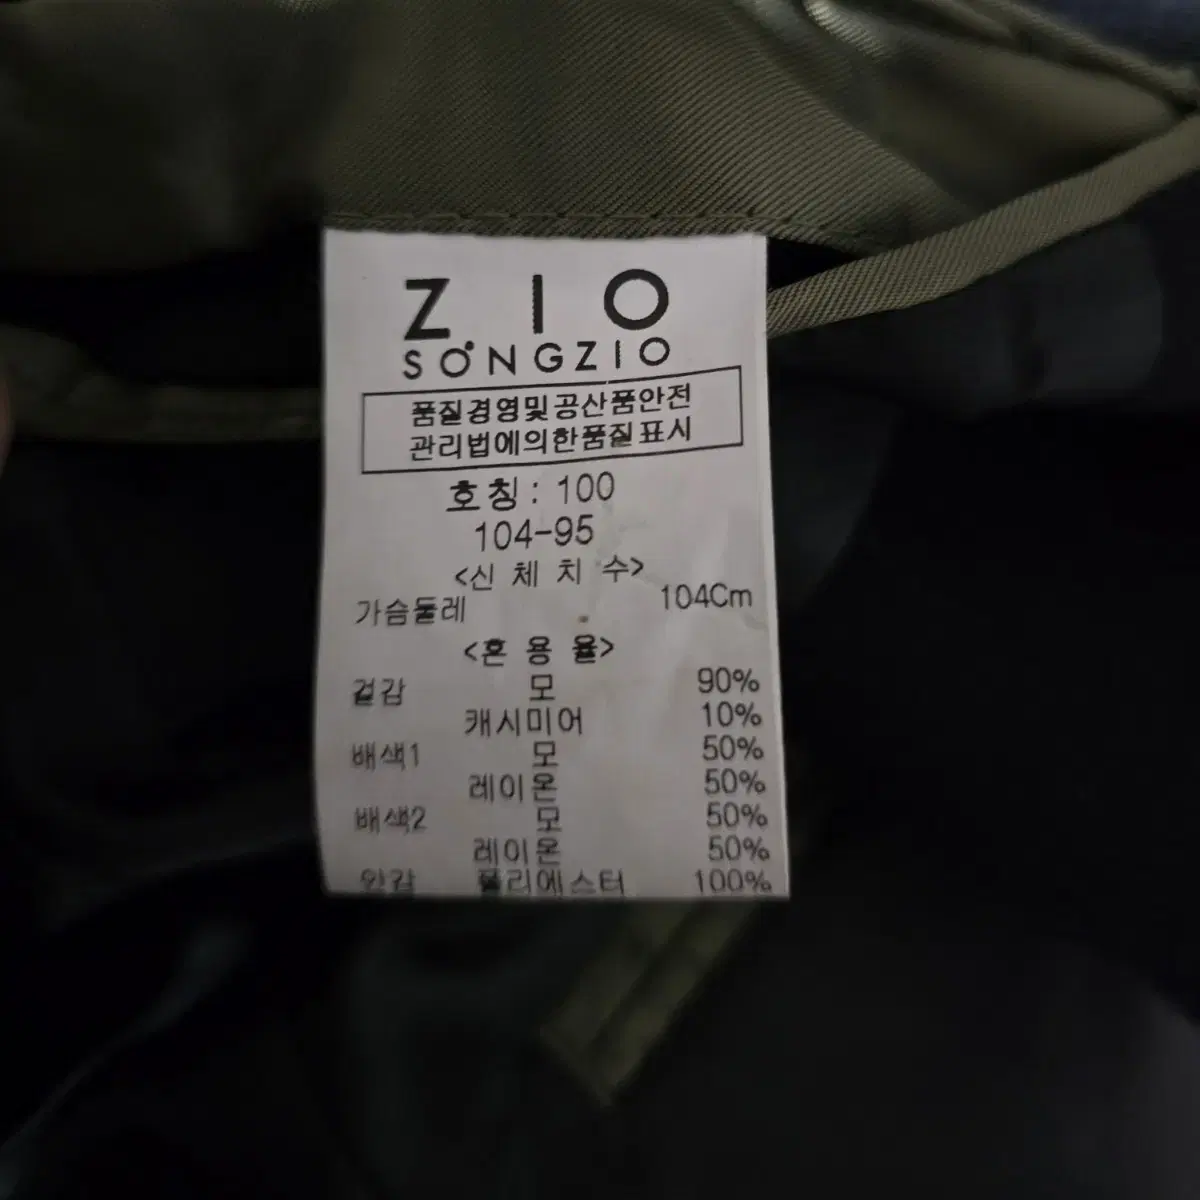 ZIO
SONGZIO
품질경영및공산품안전
관리법에의한품질표시
호칭 : 100
104-95
<신 체 치 수>
가슴둘레 104Cm
<혼 용 율>
겉감 모 90%
캐시미어 10%
배색1 모 50%
레이온 50%
배색2 모 50%
레이온 50%
안감 폴리에스터 100%